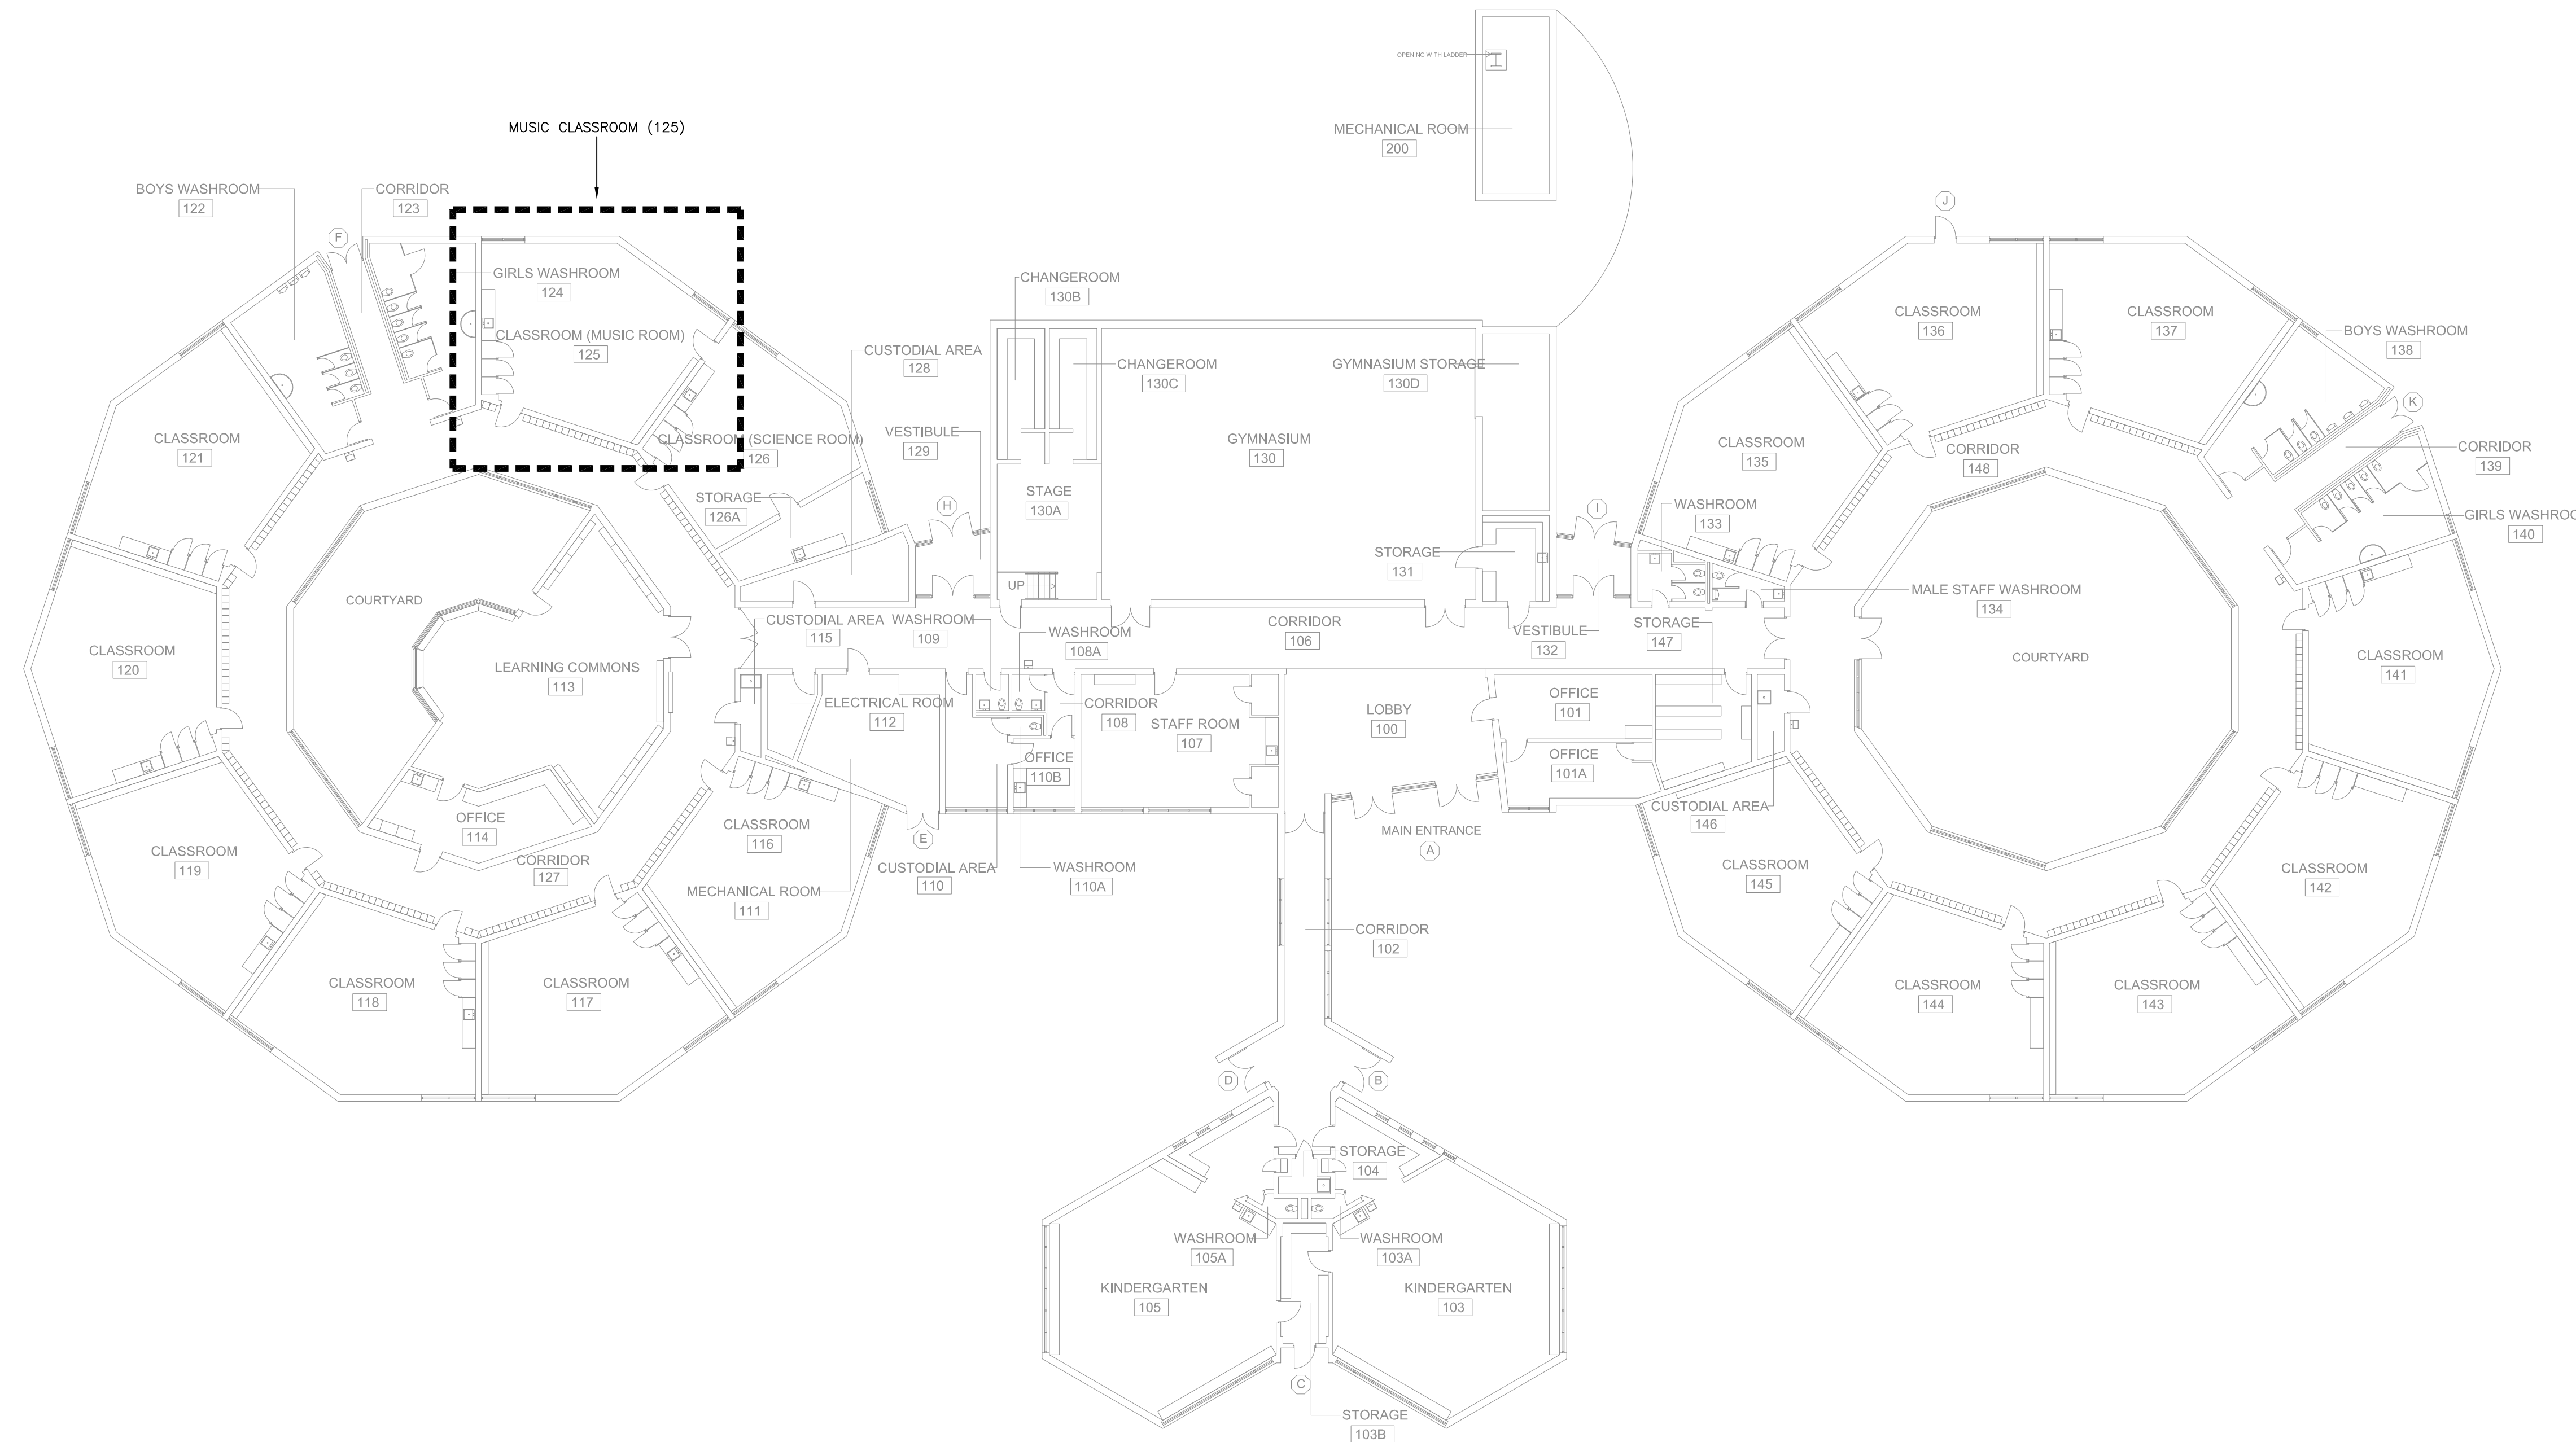 OPENING WITH LADDER
MECHANICAL ROOM
200
MUSIC CLASSROOM (125)
BOYS WASHROOM
122
CORRIDOR
123
F
GIRLS WASHROOM
124
CLASSROOM (MUSIC ROOM)
125
CLASSROOM (SCIENCE ROOM)
126
STORAGE
126A
CLASSROOM
121
CLASSROOM
120
CLASSROOM
119
CLASSROOM
118
CLASSROOM
117
CLASSROOM
116
COURTYARD
LEARNING COMMONS
113
OFFICE
114
CORRIDOR
127
CUSTODIAL AREA
128
VESTIBULE
129
H
CHANGEROOM
130B
CHANGEROOM
130C
STAGE
130A
UP
GYMNASIUM
130
GYMNASIUM STORAGE
130D
STORAGE
131
I
VESTIBULE
132
CORRIDOR
106
CUSTODIAL AREA
115
WASHROOM
109
WASHROOM
108A
ELECTRICAL ROOM
112
CORRIDOR
108
STAFF ROOM
107
OFFICE
110B
MECHANICAL ROOM
111
E
CUSTODIAL AREA
110
WASHROOM
110A
LOBBY
100
OFFICE
101
OFFICE
101A
MAIN ENTRANCE
A
STORAGE
147
CUSTODIAL AREA
146
WASHROOM
133
MALE STAFF WASHROOM
134
CLASSROOM
135
J
CLASSROOM
136
CLASSROOM
137
BOYS WASHROOM
138
K
CORRIDOR
139
GIRLS WASHROO
140
CORRIDOR
148
COURTYARD
CLASSROOM
141
CLASSROOM
142
CLASSROOM
143
CLASSROOM
144
CLASSROOM
145
CORRIDOR
102
D
B
STORAGE
104
WASHROOM
105A
WASHROOM
103A
KINDERGARTEN
105
KINDERGARTEN
103
C
STORAGE
103B